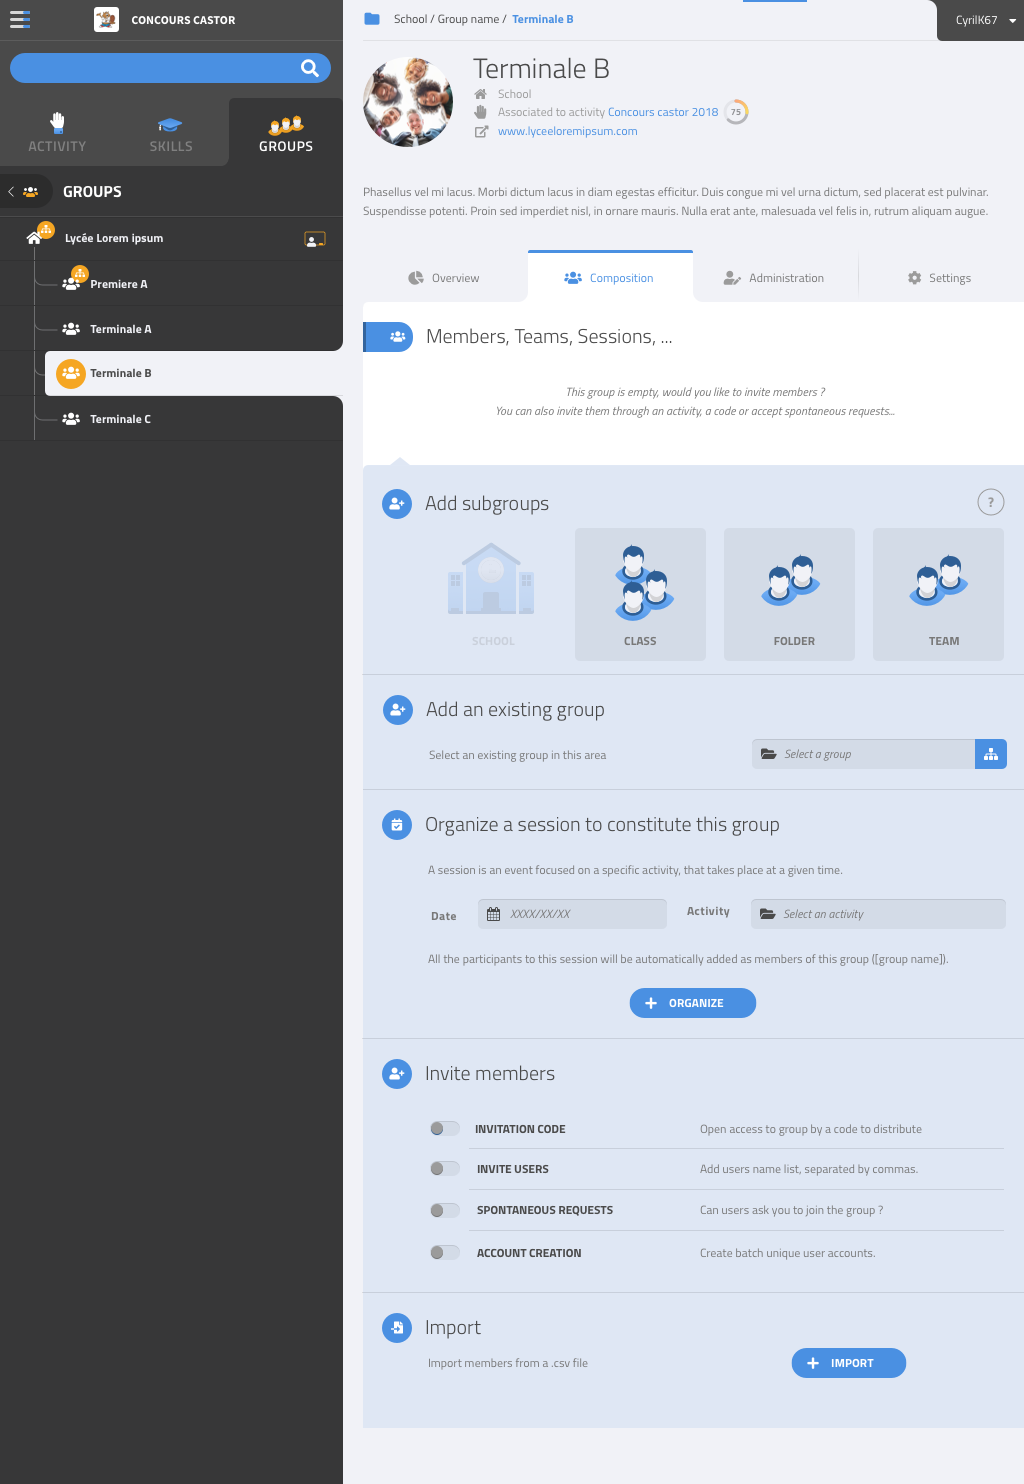 CONCOURS CASTOR
School / Group name / Terminale B
CyrilK67
ACTIVITY
SKILLS
GROUPS
GROUPS
Lycée Lorem ipsum
Premiere A
Terminale A
Terminale B
Terminale C
Terminale B
School
Associated to activity Concours castor 2018 75
www.lyceeloremipsum.com
Phasellus vel mi lacus. Morbi dictum lacus in diam egestas efficitur. Duis congue mi vel urna dictum, sed placerat est pulvinar.
Suspendisse potenti. Proin sed imperdiet nisl, in ornare mauris. Nulla erat ante, malesuada vel felis in, rutrum aliquam augue.
Overview
Composition
Administration
Settings
Members, Teams, Sessions, ...
This group is empty, would you like to invite members ?
You can also invite them through an activity, a code or accept spontaneous requests...
Add subgroups
?
SCHOOL
CLASS
FOLDER
TEAM
Add an existing group
Select an existing group in this area
Select a group
Organize a session to constitute this group
A session is an event focused on a specific activity, that takes place at a given time.
Date
XXXX/XX/XX
Activity
Select an activity
All the participants to this session will be automatically added as members of this group ([group name]).
ORGANIZE
Invite members
INVITATION CODE
Open access to group by a code to distribute
INVITE USERS
Add users name list, separated by commas.
SPONTANEOUS REQUESTS
Can users ask you to join the group ?
ACCOUNT CREATION
Create batch unique user accounts.
Import
Import members from a .csv file
IMPORT